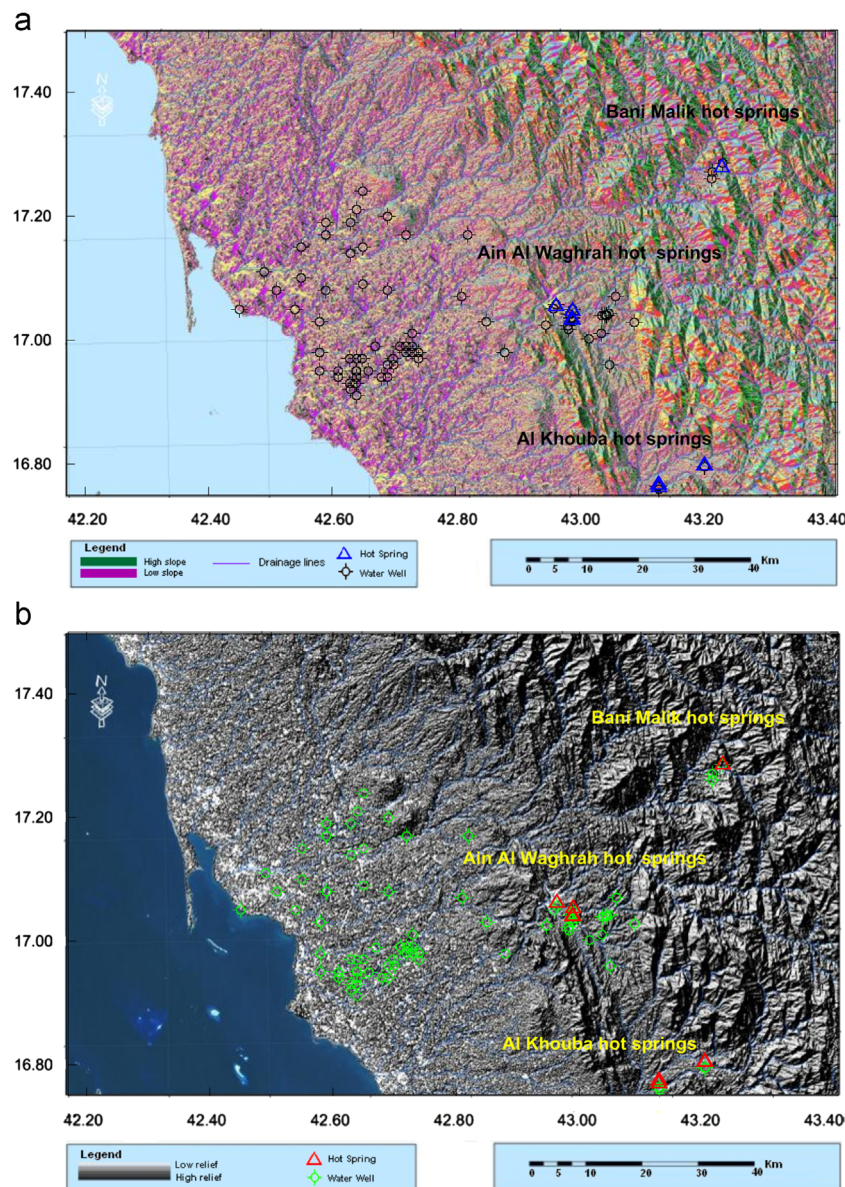 a
N
17.40
17.20
17.00
16.80
Bani Malik hot springs
Ain Al Waghrah hot springs
Al Khouba hot springs
42.20 42.40 42.60 42.80 43.00 43.20 43.40
Legend
High slope
Low slope
Drainage lines
Hot Spring
Water Well
0 5 10 20 30 40 Km
b
N
17.40
17.20
17.00
16.80
Bani Malik hot springs
Ain Al Waghrah hot springs
Al Khouba hot springs
42.20 42.40 42.60 42.80 43.00 43.20 43.40
Legend
Low relief
High relief
Hot Spring
Water Well
0 5 10 20 30 40 Km